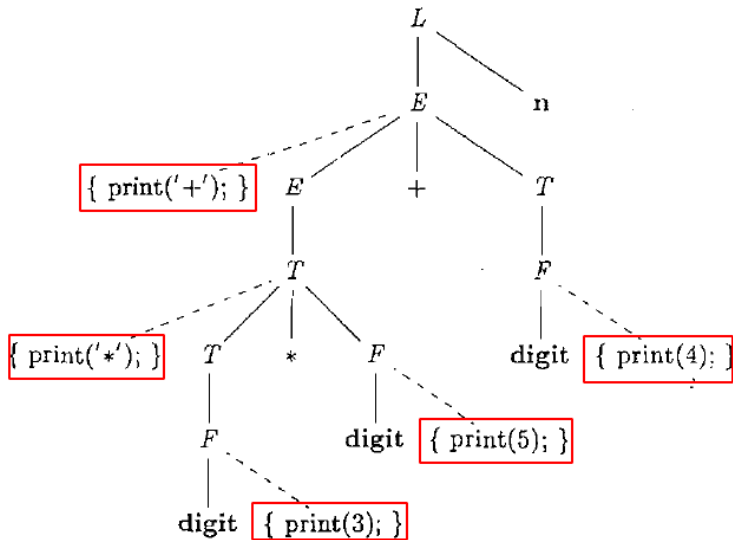 L
E n
{ print('+'); } E + T
T F
{ print('*'); } T * F digit { print(4); }
F digit { print(5); }
digit { print(3); }